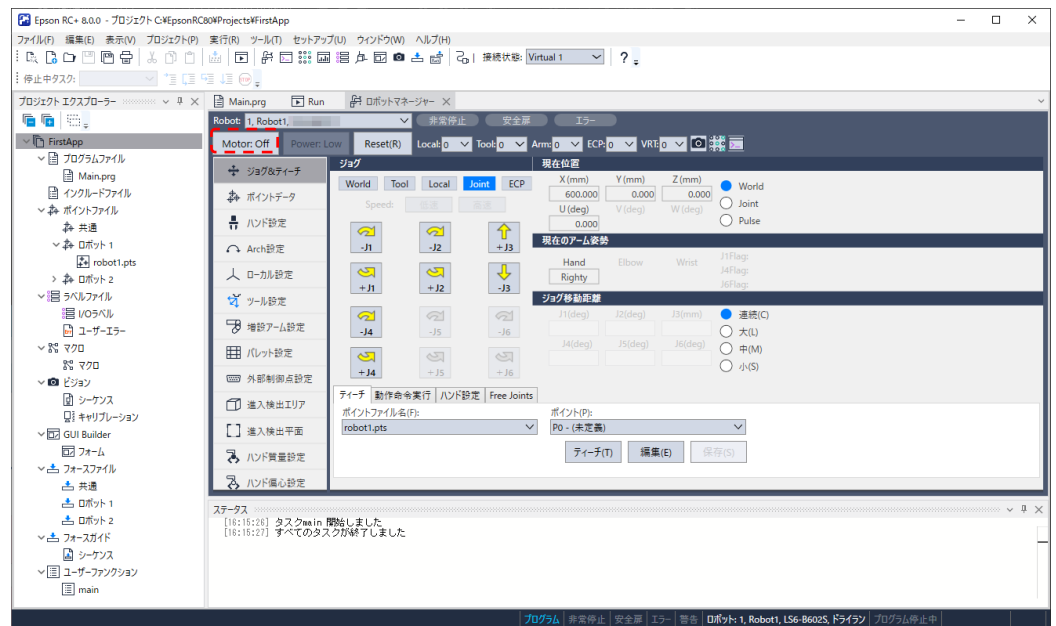 Epson RC+ 8.0.0 - プロジェクト C:¥EpsonRC80¥Projects¥FirstApp
ファイル(F) 編集(E) 表示(V) プロジェクト(P) 実行(R) ツール(T) セットアップ(U) ウィンドウ(W) ヘルプ(H)
接続状態: Virtual 1 ?
停止中タスク:
プロジェクト エクスプローラー
FirstApp
プログラムファイル
Main.prg
インクルードファイル
ポイントファイル
共通
ロボット 1
robot1.pts
ロボット 2
ラベルファイル
I/Oラベル
ユーザーエラー
マクロ
マクロ
ビジョン
シーケンス
キャリブレーション
GUI Builder
フォーム
フォースファイル
共通
ロボット 1
ロボット 2
フォースガイド
シーケンス
ユーザーファンクション
main
Main.prg Run ロボットマネージャー
Robot: 1, Robot1, 非常停止 安全扉 エラー
Motor: Off Power: Low Reset(R) Local: 0 Tool: 0 Arm: 0 ECP: 0 VRT: 0
ジョグ&ティーチ
ポイントデータ
ハンド設定
Arch設定
ローカル設定
ツール設定
増設アーム設定
パレット設定
外部制御点設定
進入検出エリア
進入検出平面
ハンド質量設定
ハンド偏心設定
ジョグ
World Tool Local Joint ECP
Speed: 低速 高速
-J1 -J2 +J3
+J1 +J2 -J3
-J4 -J5 -J6
+J4 +J5 +J6
現在位置
X (mm) Y (mm) Z (mm)
600.000 0.000 0.000
U (deg) V (deg) W (deg)
0.000
World
Joint
Pulse
現在のアーム姿勢
Hand Elbow Wrist
Righty
J1Flag:
J4Flag:
J6Flag:
ジョグ移動距離
J1(deg) J2(deg) J3(mm)
J4(deg) J5(deg) J6(deg)
連続(C)
大(L)
中(M)
小(S)
ティーチ 動作命令実行 ハンド設定 Free Joints
ポイントファイル名(F): ポイント(P):
robot1.pts P0 - (未定義)
ティーチ(T) 編集(E) 保存(S)
ステータス
[16:15:26] タスクmain 開始しました
[16:15:27] すべてのタスクが終了しました
プログラム 非常停止 安全扉 エラー 警告 ロボット: 1, Robot1, LS6-B602S, ドライラン プログラム停止中